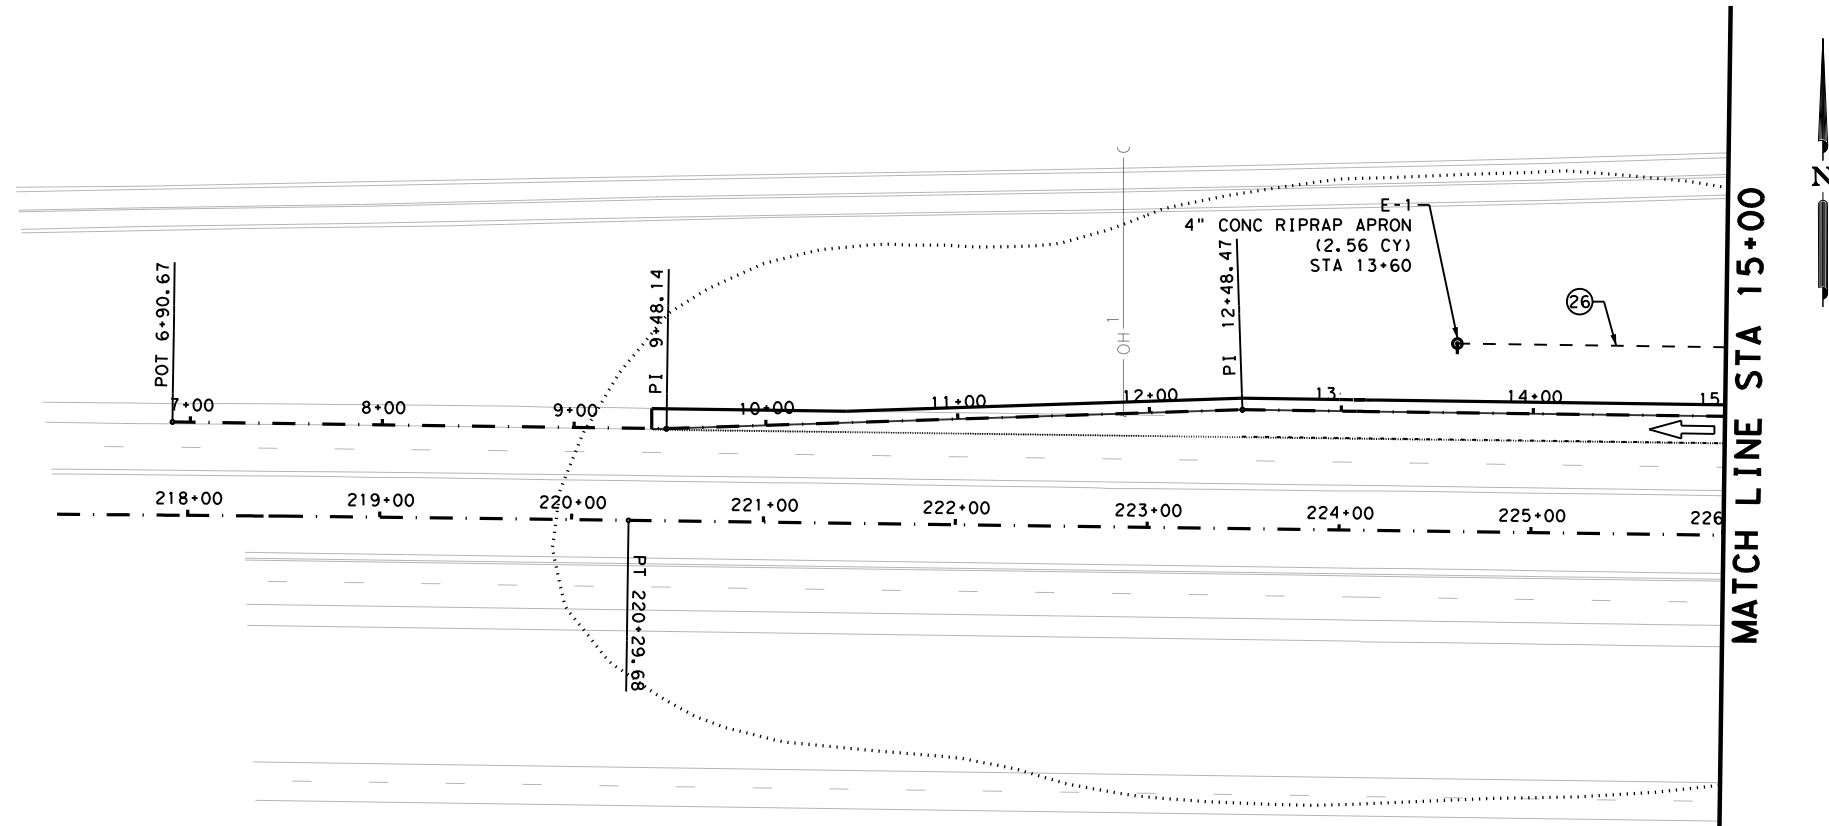 E-1
4" CONC RIPRAP APRON
(2.56 CY)
STA 13+60
N
26
POT 6+90.67
PI 9+48.14
PI 12+48.47
OH 1
C
7+00 8+00 9+00 10+00 11+00 12+00 13 14+00 15
218+00 219+00 220+00 221+00 222+00 223+00 224+00 225+00 226
PT 220+29.68
MATCH LINE STA 15+00